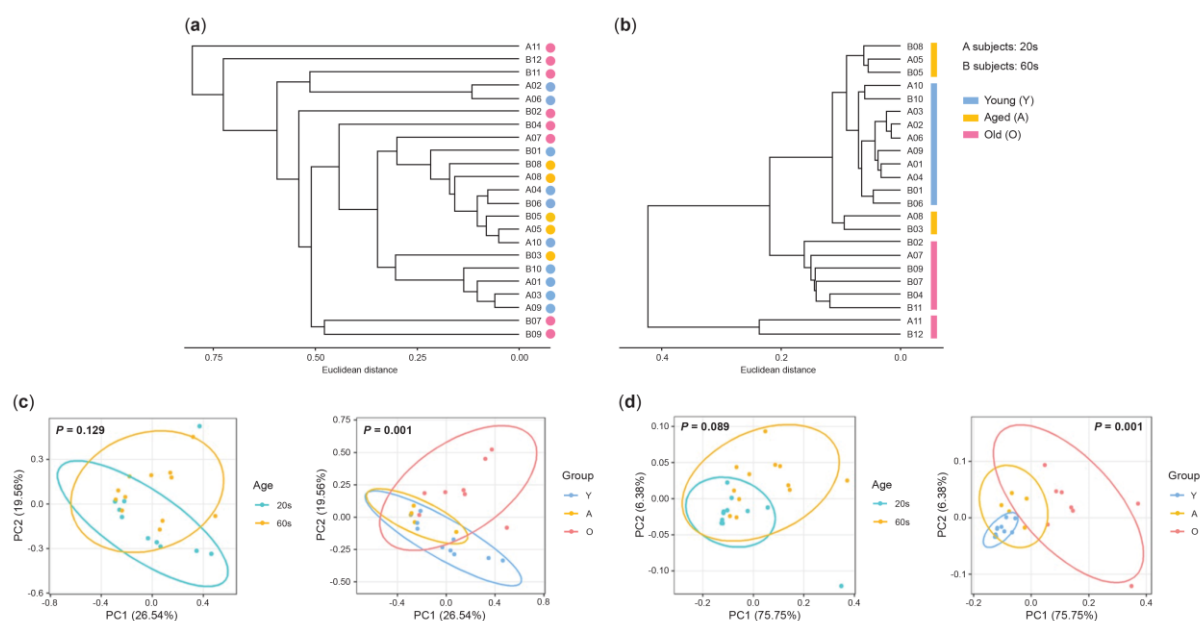 (a)
A11
B12
B11
A02
A06
B02
B04
A07
B01
B08
A08
A04
B06
B05
A05
A10
B03
B10
A01
A03
A09
B07
B09
0.75
0.50
0.25
0.00
Euclidean distance
(b)
B08
A05
B05
A10
B10
A03
A02
A06
A09
A01
A04
B01
B06
A08
B03
B02
A07
B09
B07
B04
B11
A11
B12
0.4
0.2
0.0
Euclidean distance
A subjects: 20s
B subjects: 60s
Young (Y)
Aged (A)
Old (O)
(c)
P = 0.129
PC2 (19.56%)
0.3
0.0
-0.3
-0.6
-0.4
0.0
0.4
PC1 (26.54%)
Age
20s
60s
P = 0.001
PC2 (19.56%)
0.75
0.50
0.25
0.00
-0.25
-0.50
-0.8
-0.4
0.0
0.4
0.8
PC1 (26.54%)
Group
Y
A
O
(d)
P = 0.089
PC2 (6.38%)
0.10
0.05
-0.00
-0.05
-0.10
-0.2
0.0
0.2
0.4
PC1 (75.75%)
Age
20s
60s
P = 0.001
PC2 (6.38%)
0.1
0.0
-0.1
-0.2
0.0
0.2
0.4
PC1 (75.75%)
Group
Y
A
O